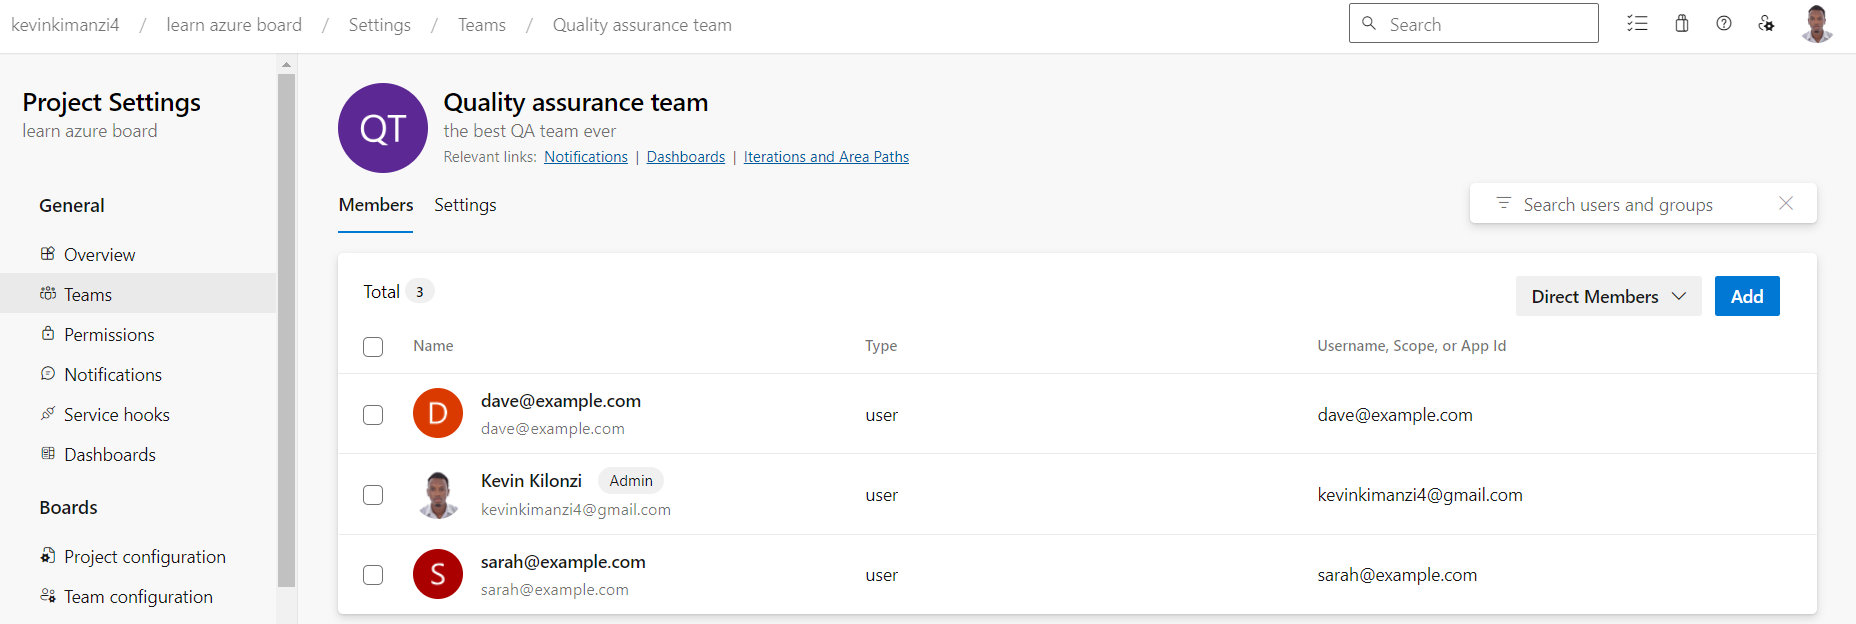 kevinkimanzi4 / learn azure board / Settings / Teams / Quality assurance team
Search
Project Settings
learn azure board
General
Overview
Teams
Permissions
Notifications
Service hooks
Dashboards
Boards
Project configuration
Team configuration
QT
Quality assurance team
the best QA team ever
Relevant links: Notifications | Dashboards | Iterations and Area Paths
Members Settings
Search users and groups
Total 3
Direct Members Add
Name Type Username, Scope, or App Id
D
dave@example.com
dave@example.com
user
dave@example.com
Kevin Kilonzi Admin
kevinkimanzi4@gmail.com
user
kevinkimanzi4@gmail.com
S
sarah@example.com
sarah@example.com
user
sarah@example.com